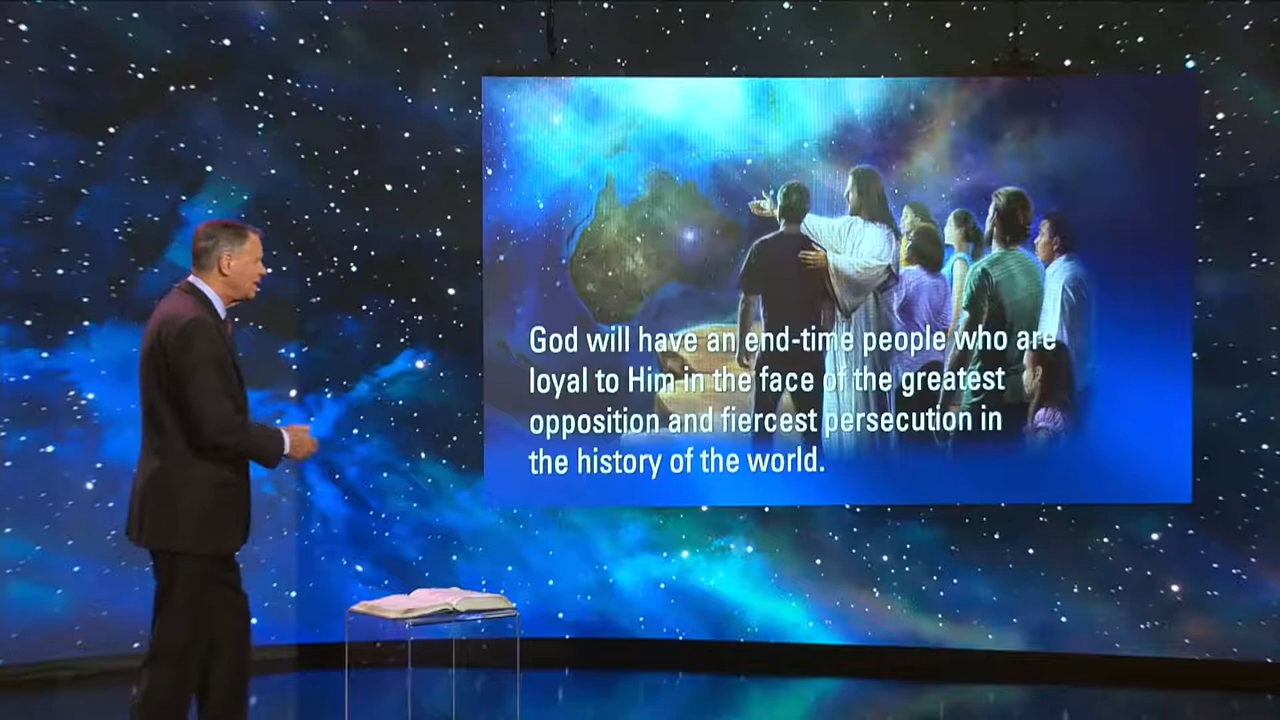 God will have an end-time people who are
loyal to Him in the face of the greatest
opposition and fiercest persecution in
the history of the world.